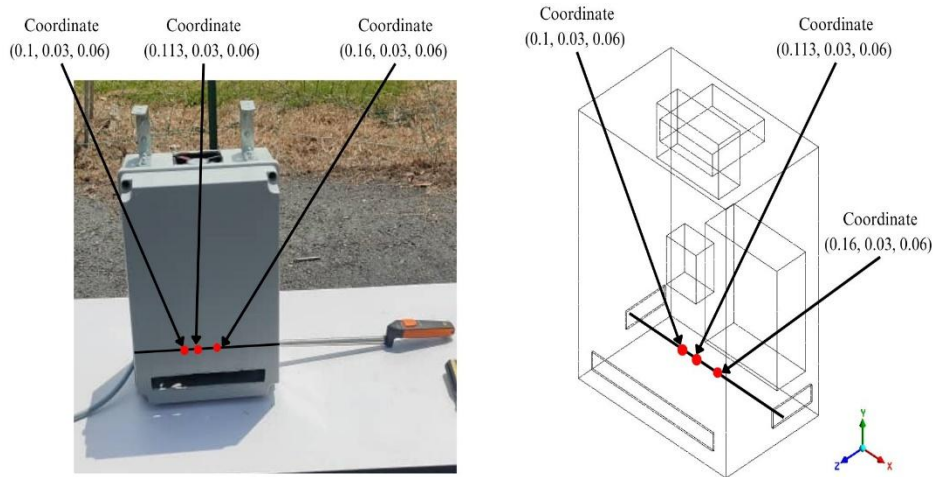 Coordinate
(0.1, 0.03, 0.06)
Coordinate
(0.113, 0.03, 0.06)
Coordinate
(0.16, 0.03, 0.06)
Coordinate
(0.1, 0.03, 0.06)
Coordinate
(0.113, 0.03, 0.06)
Coordinate
(0.16, 0.03, 0.06)
Y
Z
X